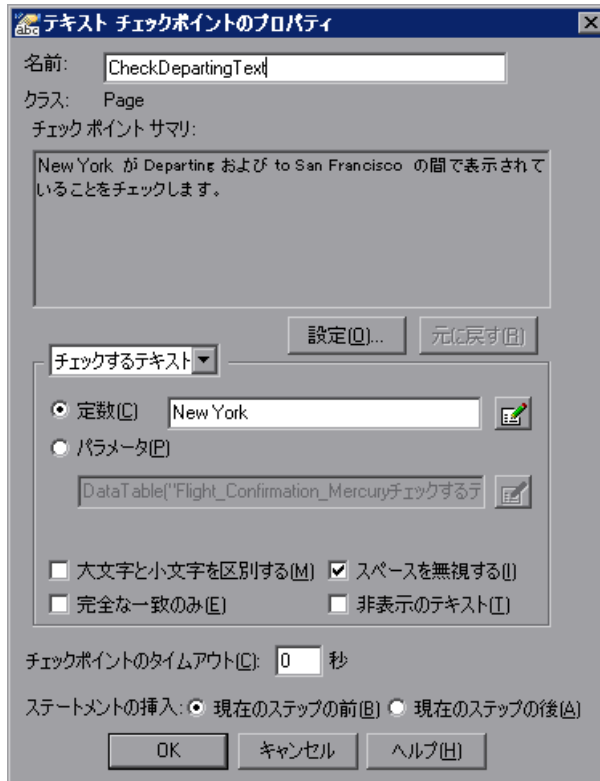 テキスト チェックポイントのプロパティ
名前: CheckDepartingText
クラス: Page
チェックポイント サマリ:
New York が Departing および to San Francisco の間で表示されて
いることをチェックします。
設定(O)... 元に戻す(R)
チェックするテキスト
定数(C) New York
パラメータ(P)
DataTable("Flight_Confirmation_Mercuryチェックするテ
大文字と小文字を区別する(M) スペースを無視する(I)
完全な一致のみ(E) 非表示のテキスト(T)
チェックポイントのタイムアウト(C): 0 秒
ステートメントの挿入: 現在のステップの前(B) 現在のステップの後(A)
OK キャンセル ヘルプ(H)